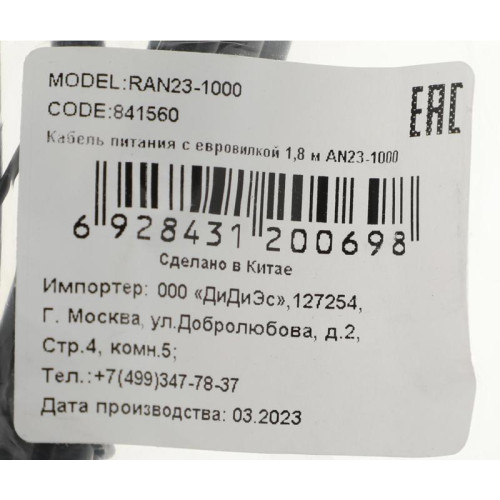 MODEL:RAN23-1000
CODE:841560
EAC
Кабель питания с евровилкой 1,8 м AN23-1000
6 928431 200698
Сделано в Китае
Импортер: ООО «ДиДиЭс»,127254,
Г. Москва, ул.Добролюбова, д.2,
Стр.4, комн.5;
Тел.:+7(499)347-78-37
Дата производства: 03.2023